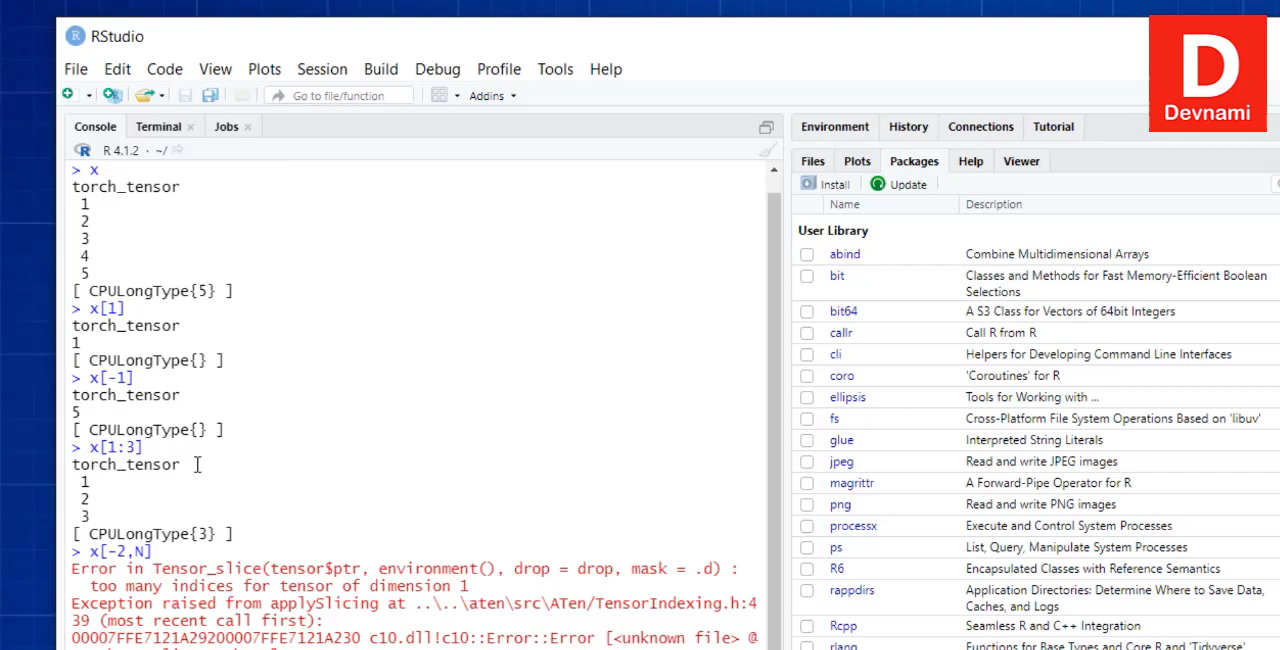 RStudio
D
Devnami
File Edit Code View Plots Session Build Debug Profile Tools Help
Go to file/function Addins
Console Terminal × Jobs ×
R 4.1.2 · ~/
> x
torch_tensor
1
2
3
4
5
[ CPULongType{5} ]
> x[1]
torch_tensor
1
[ CPULongType{} ]
> x[-1]
torch_tensor
5
[ CPULongType{} ]
> x[1:3]
torch_tensor
1
2
3
[ CPULongType{3} ]
> x[-2,N]
Error in Tensor_slice(tensor$ptr, environment(), drop = drop, mask = .d) :
too many indices for tensor of dimension 1
Exception raised from applySlicing at ..\..\aten\src\ATen/TensorIndexing.h:4
39 (most recent call first):
00007FFE7121A29200007FFE7121A230 c10.dll!c10::Error::Error [<unknown file> @
Environment History Connections Tutorial
Files Plots Packages Help Viewer
Install Update
Name Description
User Library
abind Combine Multidimensional Arrays
bit Classes and Methods for Fast Memory-Efficient Boolean
Selections
bit64 A S3 Class for Vectors of 64bit Integers
callr Call R from R
cli Helpers for Developing Command Line Interfaces
coro 'Coroutines' for R
ellipsis Tools for Working with ...
fs Cross-Platform File System Operations Based on 'libuv'
glue Interpreted String Literals
jpeg Read and write JPEG images
magrittr A Forward-Pipe Operator for R
png Read and write PNG images
processx Execute and Control System Processes
ps List, Query, Manipulate System Processes
R6 Encapsulated Classes with Reference Semantics
rappdirs Application Directories: Determine Where to Save Data,
Caches, and Logs
Rcpp Seamless R and C++ Integration
rlang Functions for Base Types and Core R and 'Tidyverse'